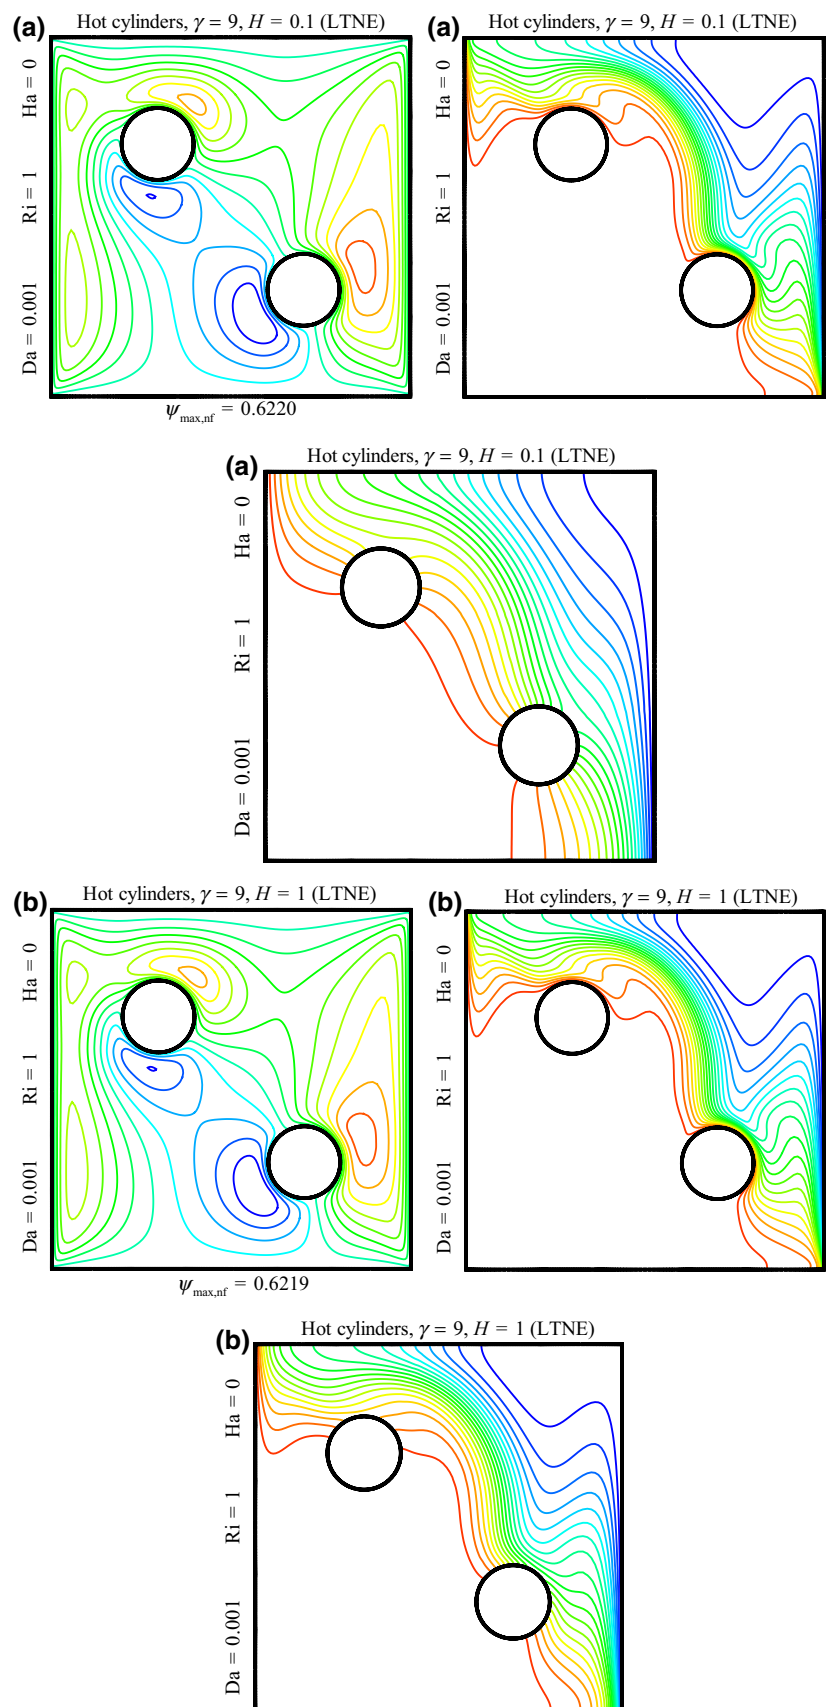 (a) Hot cylinders, γ = 9, H = 0.1 (LTNE)
Ha = 0
Ri = 1
Da = 0.001
ψmax,nf = 0.6220
(a) Hot cylinders, γ = 9, H = 0.1 (LTNE)
Ha = 0
Ri = 1
Da = 0.001
(a) Hot cylinders, γ = 9, H = 0.1 (LTNE)
Ha = 0
Ri = 1
Da = 0.001
(b) Hot cylinders, γ = 9, H = 1 (LTNE)
Ha = 0
Ri = 1
Da = 0.001
ψmax,nf = 0.6219
(b) Hot cylinders, γ = 9, H = 1 (LTNE)
Ha = 0
Ri = 1
Da = 0.001
(b) Hot cylinders, γ = 9, H = 1 (LTNE)
Ha = 0
Ri = 1
Da = 0.001